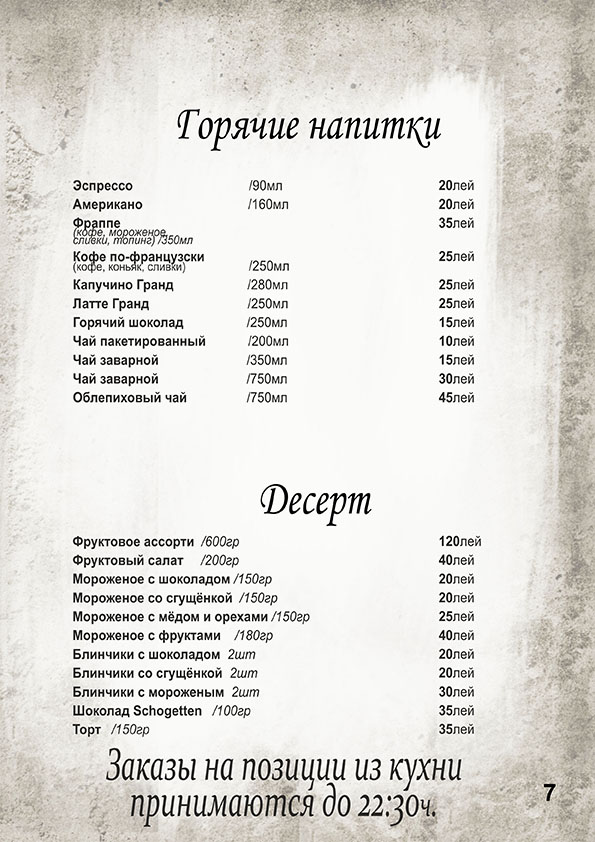 Горячие напитки
Эспрессо /90мл 20лей
Американо /160мл 20лей
Фраппе 35лей
(кофе, мороженое,
сливки, топинг) /350мл
Кофе по-французски 25лей
(кофе, коньяк, сливки) /250мл
Капучино Гранд /280мл 25лей
Латте Гранд /250мл 25лей
Горячий шоколад /250мл 15лей
Чай пакетированный /200мл 10лей
Чай заварной /350мл 15лей
Чай заварной /750мл 30лей
Облепиховый чай /750мл 45лей
Десерт
Фруктовое ассорти /600гр 120лей
Фруктовый салат /200гр 40лей
Мороженое с шоколадом /150гр 20лей
Мороженое со сгущёнкой /150гр 20лей
Мороженое с мёдом и орехами /150гр 25лей
Мороженое с фруктами /180гр 40лей
Блинчики с шоколадом 2шт 20лей
Блинчики со сгущёнкой 2шт 20лей
Блинчики с мороженым 2шт 30лей
Шоколад Schogetten /100гр 35лей
Торт /150гр 35лей
Заказы на позиции из кухни
принимаются до 22:30ч.
7